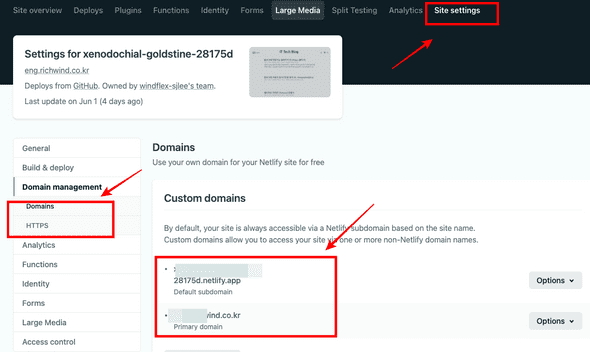 Site overview Deploys Plugins Functions Identity Forms Large Media Split Testing Analytics Site settings
Settings for xenodochial-goldstine-28175d
eng.richwind.co.kr
Deploys from GitHub. Owned by windflex-sjlee's team.
Last update on Jun 1 (4 days ago)
IT Tech Blog
General
Build & deploy
Domain management
Domains
HTTPS
Analytics
Functions
Identity
Forms
Large Media
Access control
Domains
Use your own domain for your Netlify site for free
Custom domains
By default, your site is always accessible via a Netlify subdomain based on the site name.
Custom domains allow you to access your site via one or more non-Netlify domain names.
28175d.netlify.app
Default subdomain
Options
wind.co.kr
Primary domain
Options